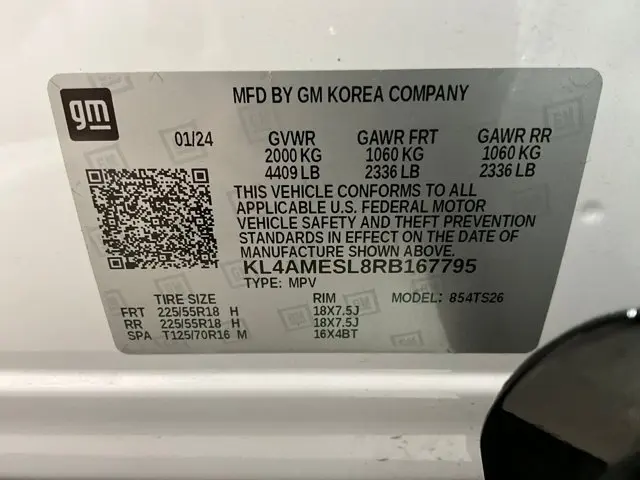 gm
MFD BY GM KOREA COMPANY
01/24 GVWR GAWR FRT GAWR RR
2000 KG 1060 KG 1060 KG
4409 LB 2336 LB 2336 LB
THIS VEHICLE CONFORMS TO ALL
APPLICABLE U.S. FEDERAL MOTOR
VEHICLE SAFETY AND THEFT PREVENTION
STANDARDS IN EFFECT ON THE DATE OF
MANUFACTURE SHOWN ABOVE.
KL4AMESL8RB167795
TYPE: MPV MODEL: 854TS26
TIRE SIZE RIM
FRT 225/55R18 H 18X7.5J
RR 225/55R18 H 18X7.5J
SPA T125/70R16 M 16X4BT